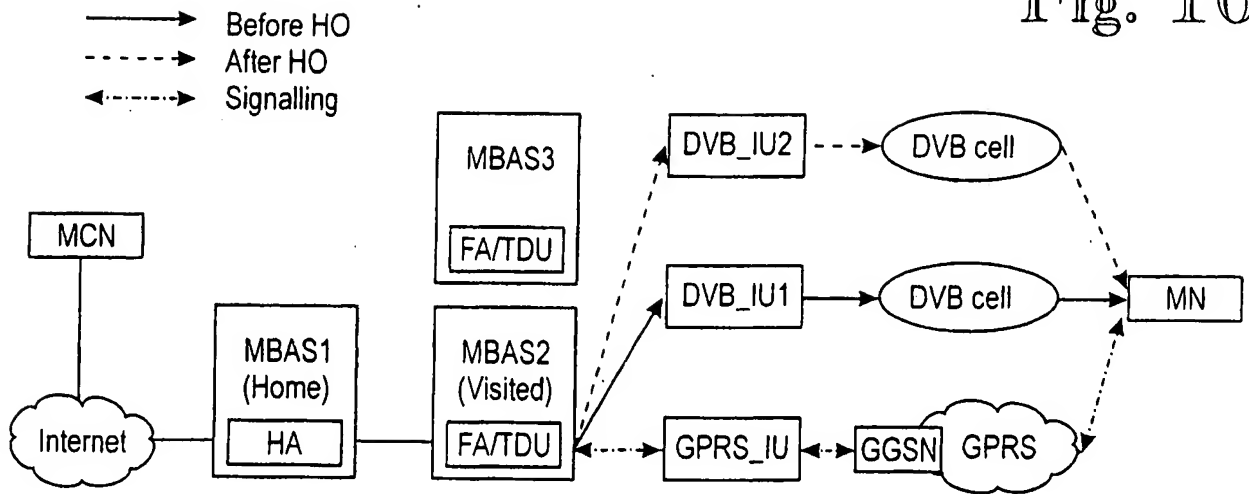 Fig. 10
Before HO
After HO
Signalling
MCN
Internet
MBAS1
(Home)
HA
MBAS3
FA/TDU
MBAS2
(Visited)
FA/TDU
DVB_IU2
DVB cell
DVB_IU1
DVB cell
MN
GPRS_IU
GGSN
GPRS